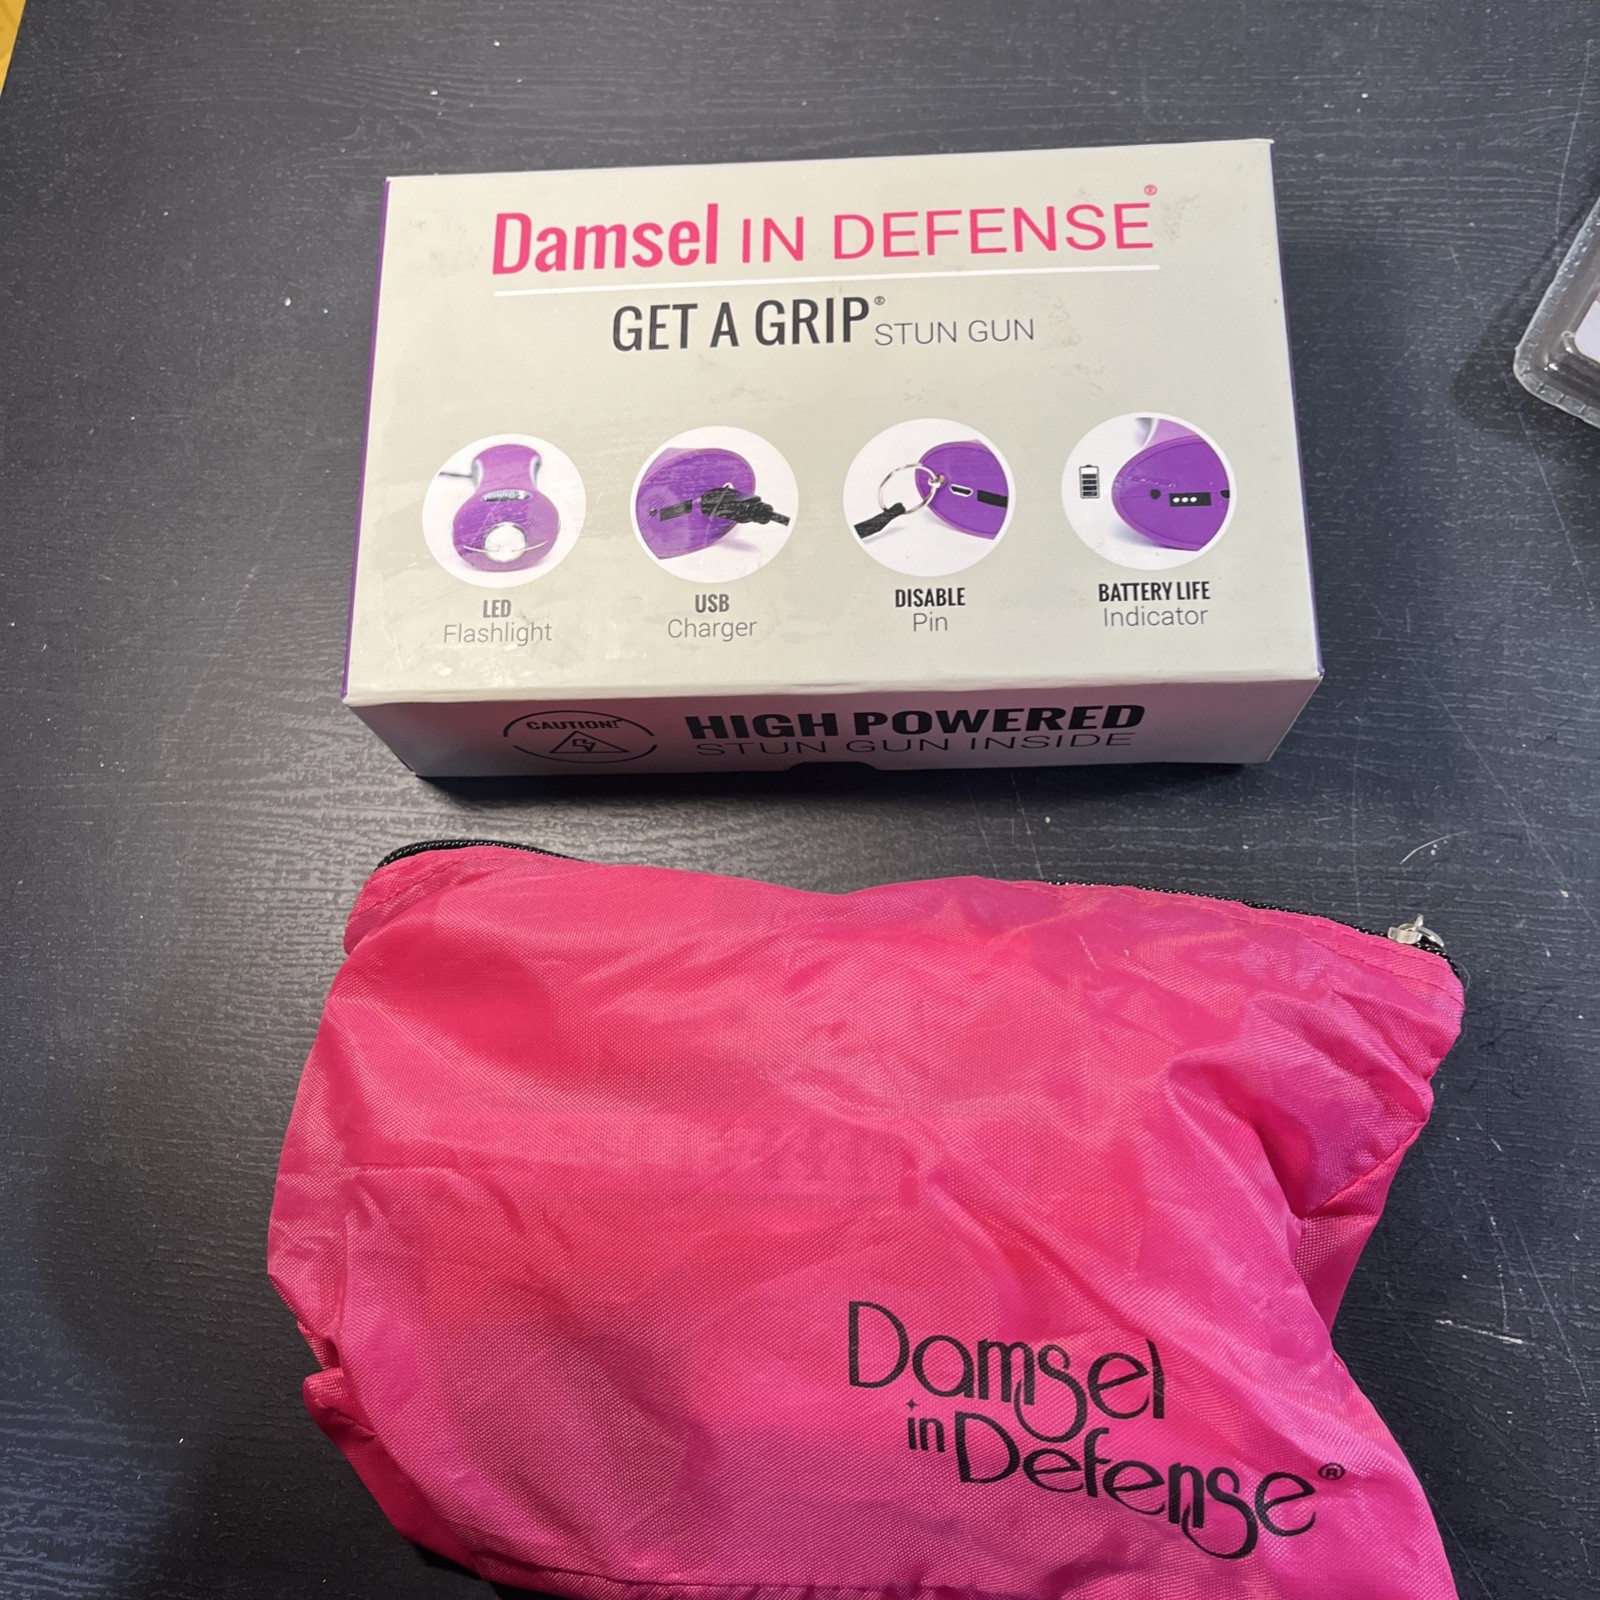 Damsel IN DEFENSE®
GET A GRIP® STUN GUN
LED
Flashlight
USB
Charger
DISABLE
Pin
BATTERY LIFE
Indicator
CAUTION!
HIGH POWERED
STUN GUN INSIDE
Damsel
in Defense®